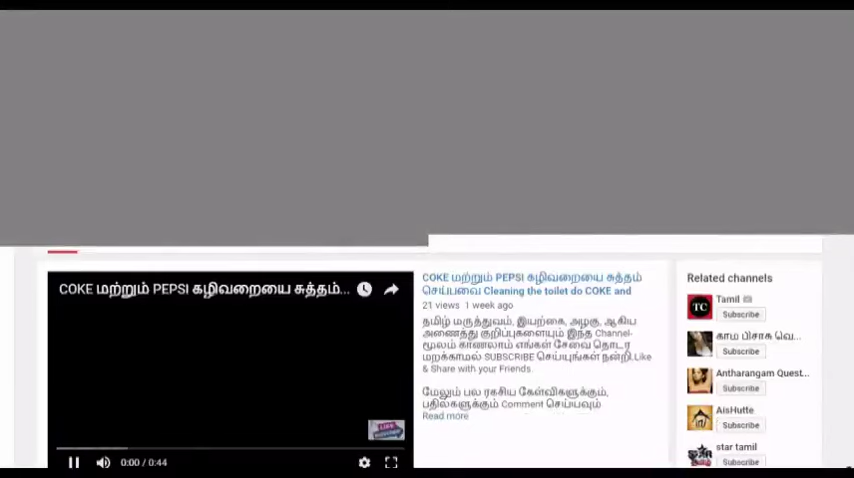 COKE மற்றும் PEPSI கழிவறையை சுத்தம்...
0:00 / 0:44
COKE மற்றும் PEPSI கழிவறையை சுத்தம்
செய்பவை Cleaning the toilet do COKE and
21 views 1 week ago
தமிழ் மருத்துவம், இயற்கை, அழகு, ஆகிய
அணைத்து குறிப்புகளையும் இந்த Channel-
மூலம் காணலாம் எங்கள் சேவை தொடர
மறக்காமல் SUBSCRIBE செய்யுங்கள் நன்றி.Like
& Share with your Friends.
மேலும் பல ரகசிய கேள்விகளுக்கும்,
பதில்களுக்கும் Comment செய்யவும்
Read more
Related channels
TC
Tamil
Subscribe
காம பிசாசு வெ...
Subscribe
Antharangam Quest...
Subscribe
AisHutte
Subscribe
star tamil
Subscribe